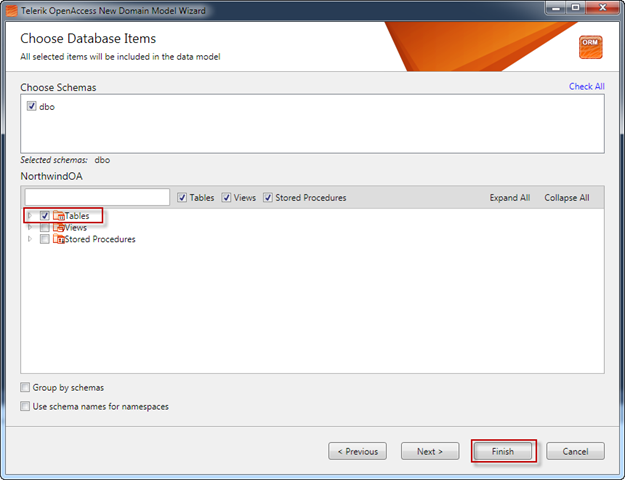 Telerik OpenAccess New Domain Model Wizard
Choose Database Items
All selected items will be included in the data model
ORM
Choose Schemas
Check All
dbo
Selected schemas: dbo
NorthwindOA
Tables Views Stored Procedures Expand All Collapse All
Tables
Views
Stored Procedures
Group by schemas
Use schema names for namespaces
< Previous Next > Finish Cancel